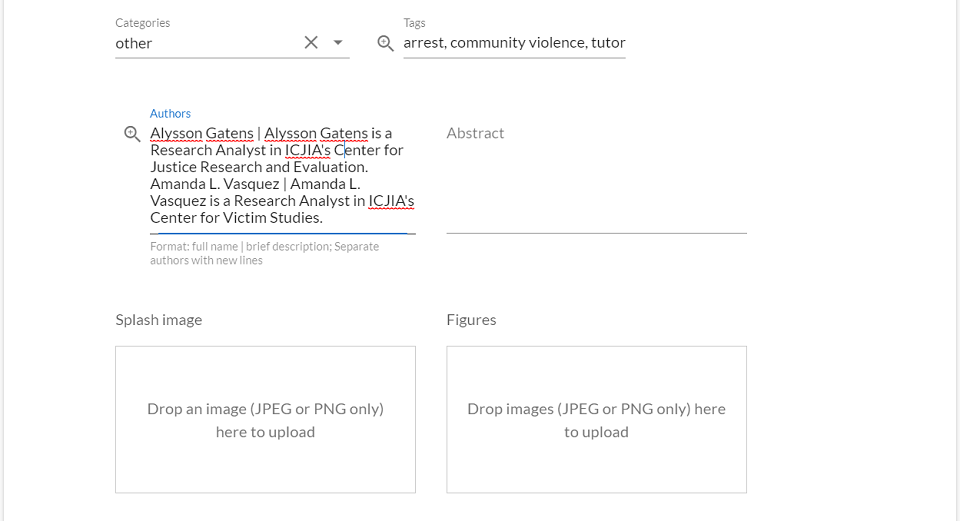 Categories
other
Tags
arrest, community violence, tutor
Authors
Alysson Gatens | Alysson Gatens is a
Research Analyst in ICJIA's Center for
Justice Research and Evaluation.
Amanda L. Vasquez | Amanda L.
Vasquez is a Research Analyst in ICJIA's
Center for Victim Studies.
Format: full name | brief description; Separate
authors with new lines
Abstract
Splash image
Drop an image (JPEG or PNG only)
here to upload
Figures
Drop images (JPEG or PNG only) here
to upload